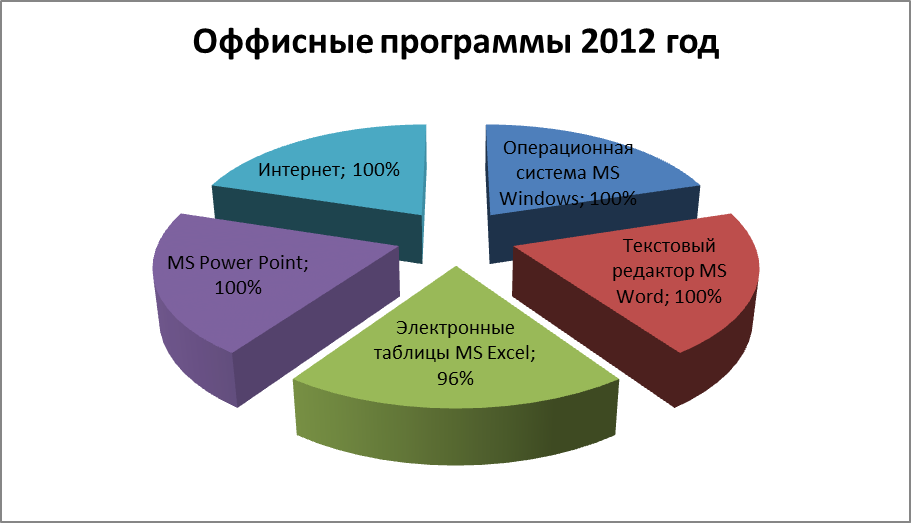 Оффисные программы 2012 год
Интернет; 100%
Операционная
система MS
Windows; 100%
MS Power Point;
100%
Текстовый
редактор MS
Word; 100%
Электронные
таблицы MS Excel;
96%